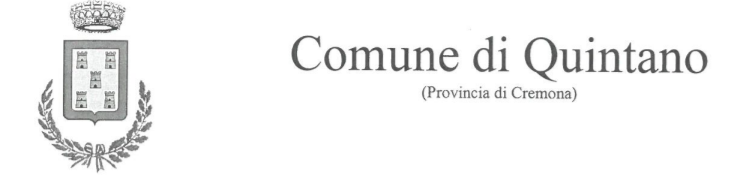 Comune di Quintano
(Provincia di Cremona)